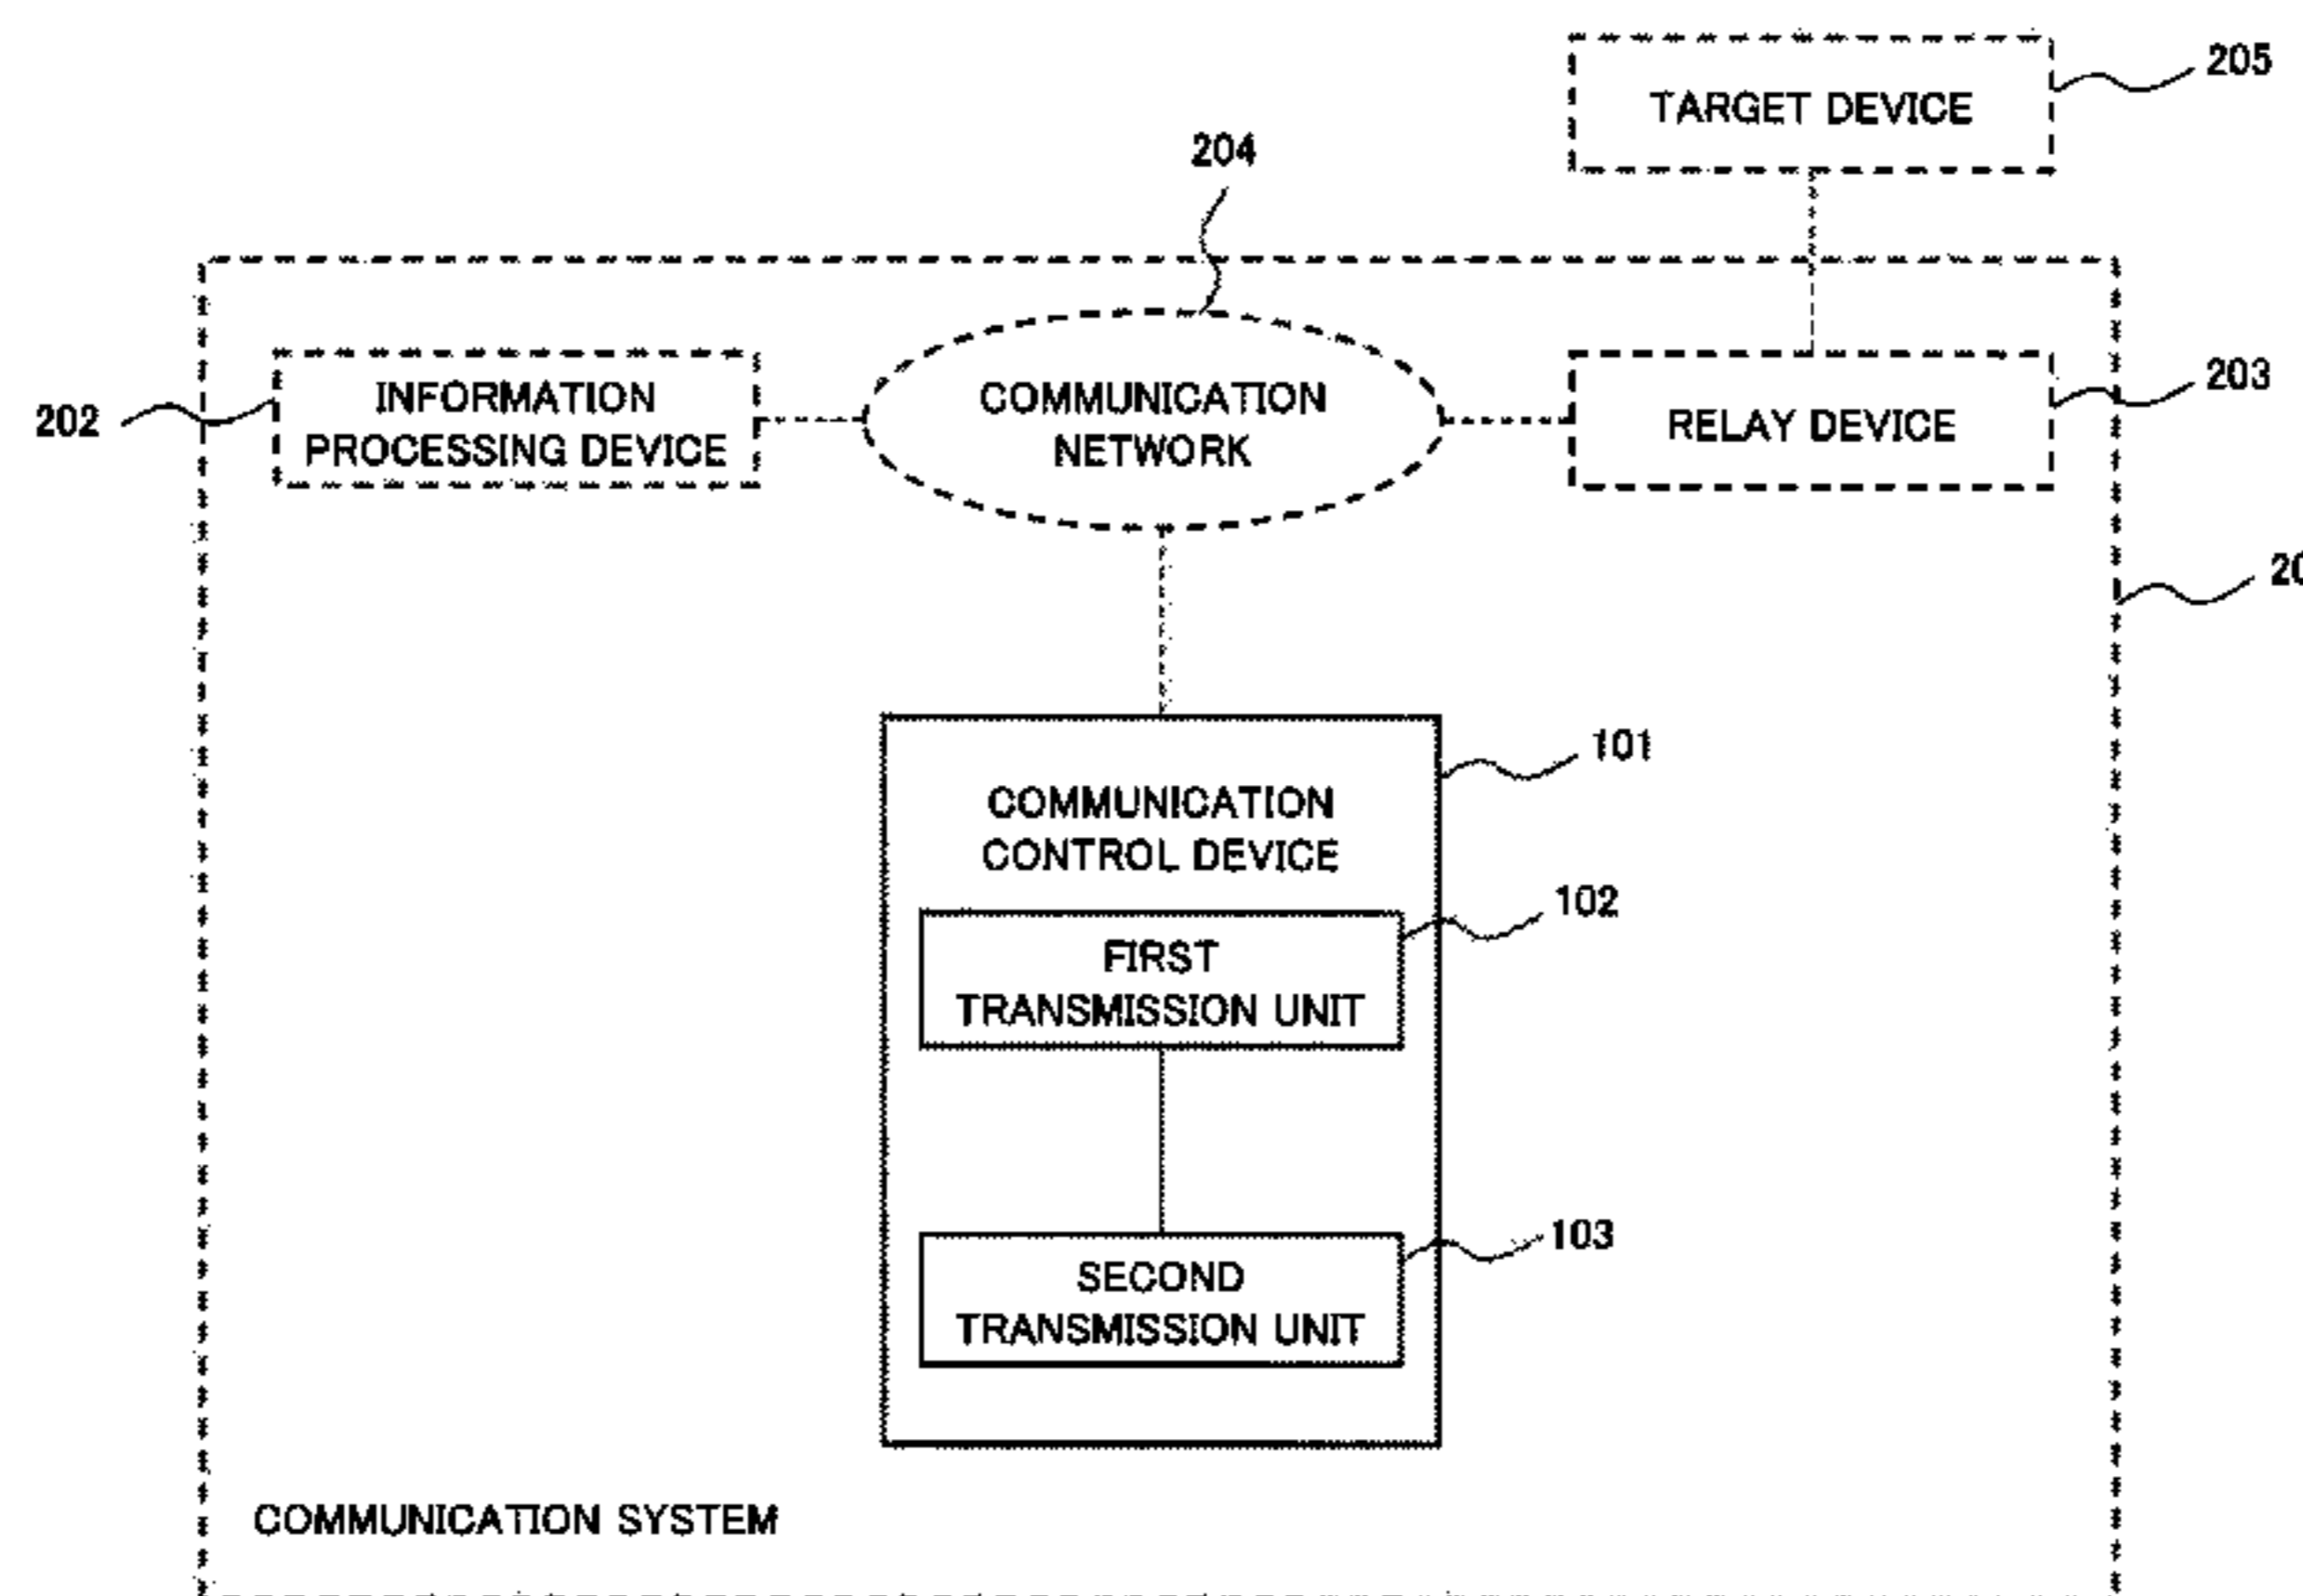 205
TARGET DEVICE
204
INFORMATION
PROCESSING DEVICE
202
COMMUNICATION
NETWORK
203
RELAY DEVICE
101
COMMUNICATION
CONTROL DEVICE
102
FIRST
TRANSMISSION UNIT
103
SECOND
TRANSMISSION UNIT
COMMUNICATION SYSTEM